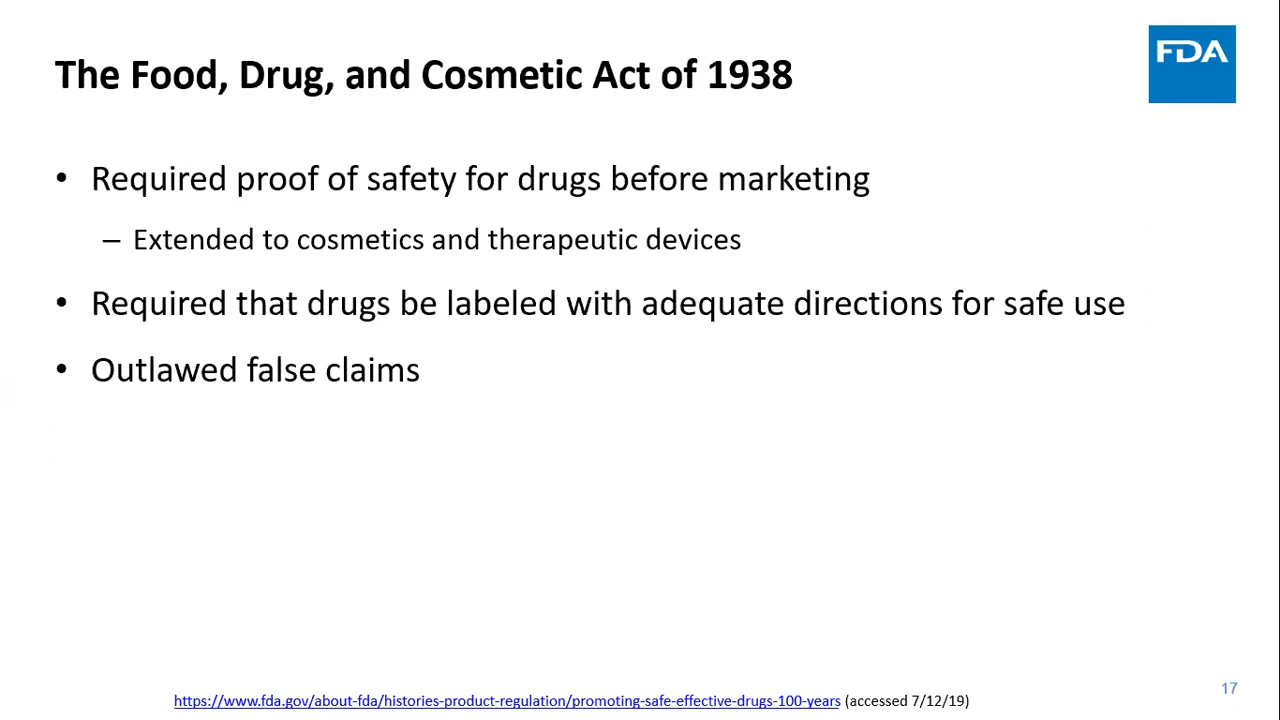 The Food, Drug, and Cosmetic Act of 1938
FDA
• Required proof of safety for drugs before marketing
– Extended to cosmetics and therapeutic devices
• Required that drugs be labeled with adequate directions for safe use
• Outlawed false claims
https://www.fda.gov/about-fda/histories-product-regulation/promoting-safe-effective-drugs-100-years (accessed 7/12/19)
17